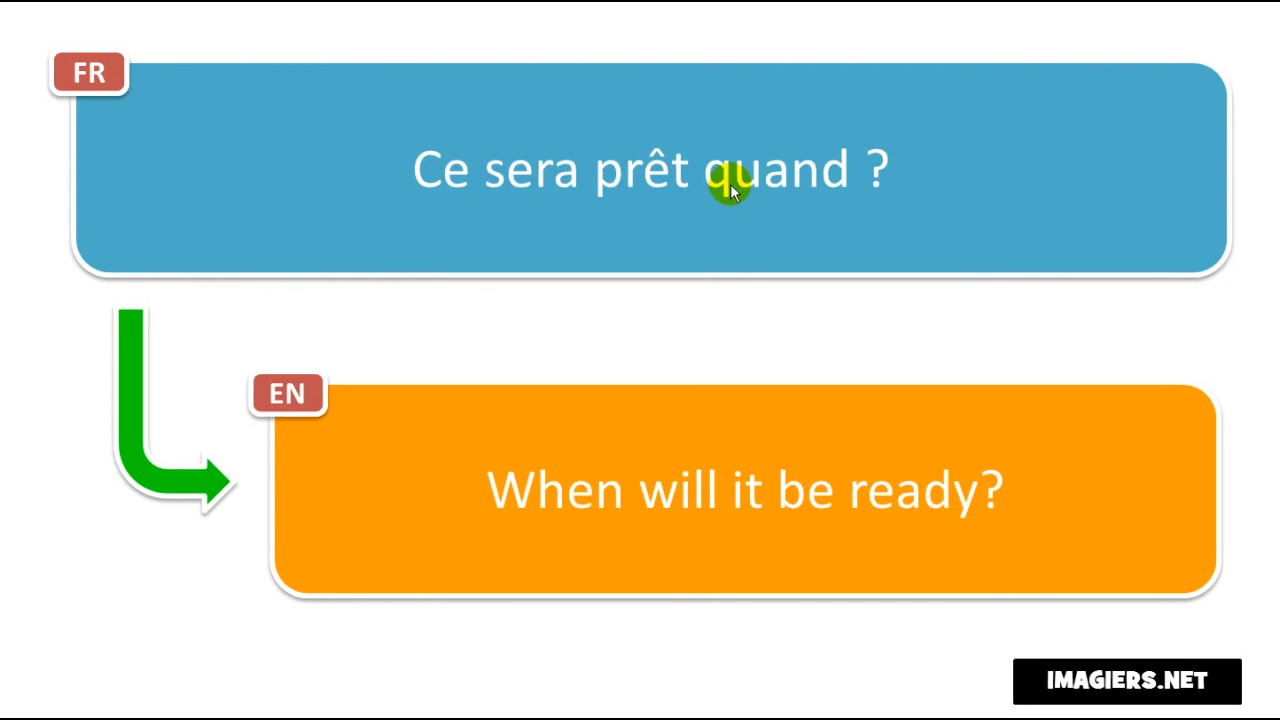 FR
Ce sera prêt quand ?
EN
When will it be ready?
IMAGIERS.NET